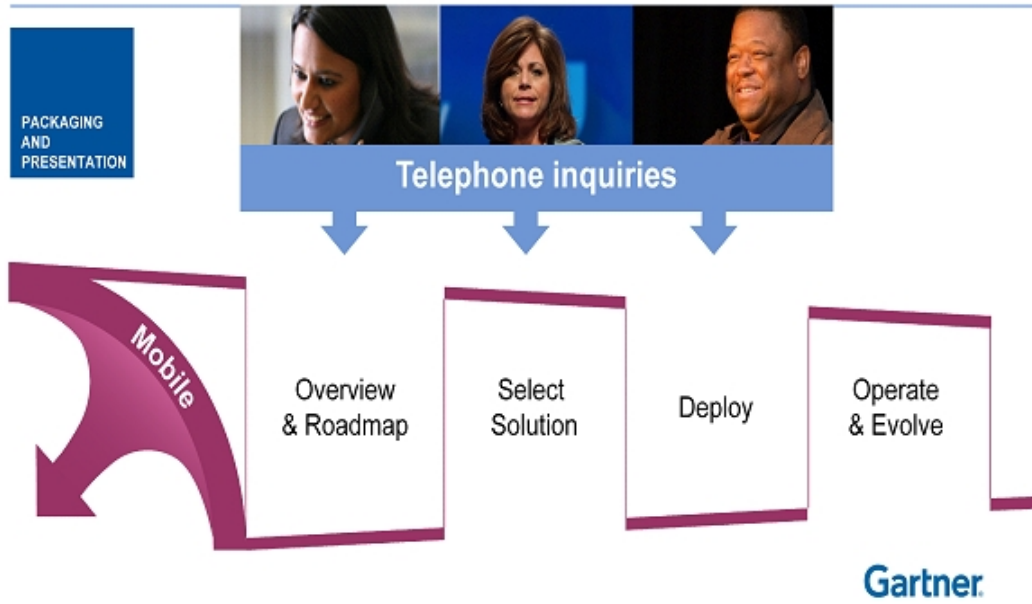 PACKAGING
AND
PRESENTATION
Telephone inquiries
Mobile
Overview
& Roadmap
Select
Solution
Deploy
Operate
& Evolve
Gartner.